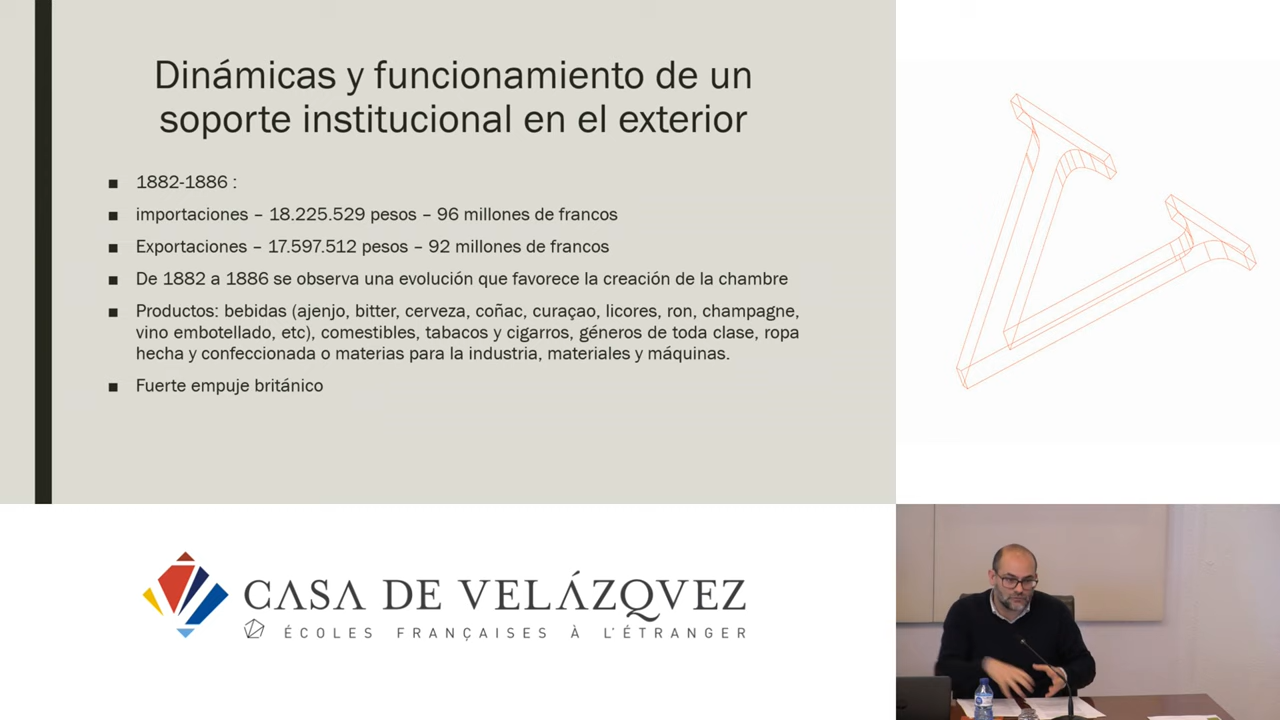 Dinámicas y funcionamiento de un
soporte institucional en el exterior
■ 1882-1886 :
■ importaciones – 18.225.529 pesos – 96 millones de francos
■ Exportaciones – 17.597.512 pesos – 92 millones de francos
■ De 1882 a 1886 se observa una evolución que favorece la creación de la chambre
■ Productos: bebidas (ajenjo, bitter, cerveza, coñac, curaçao, licores, ron, champagne,
vino embotellado, etc), comestibles, tabacos y cigarros, géneros de toda clase, ropa
hecha y confeccionada o materias para la industria, materiales y máquinas.
■ Fuerte empuje británico
CASA DE VELÁZQVEZ
ÉCOLES FRANÇAISES À L'ÉTRANGER